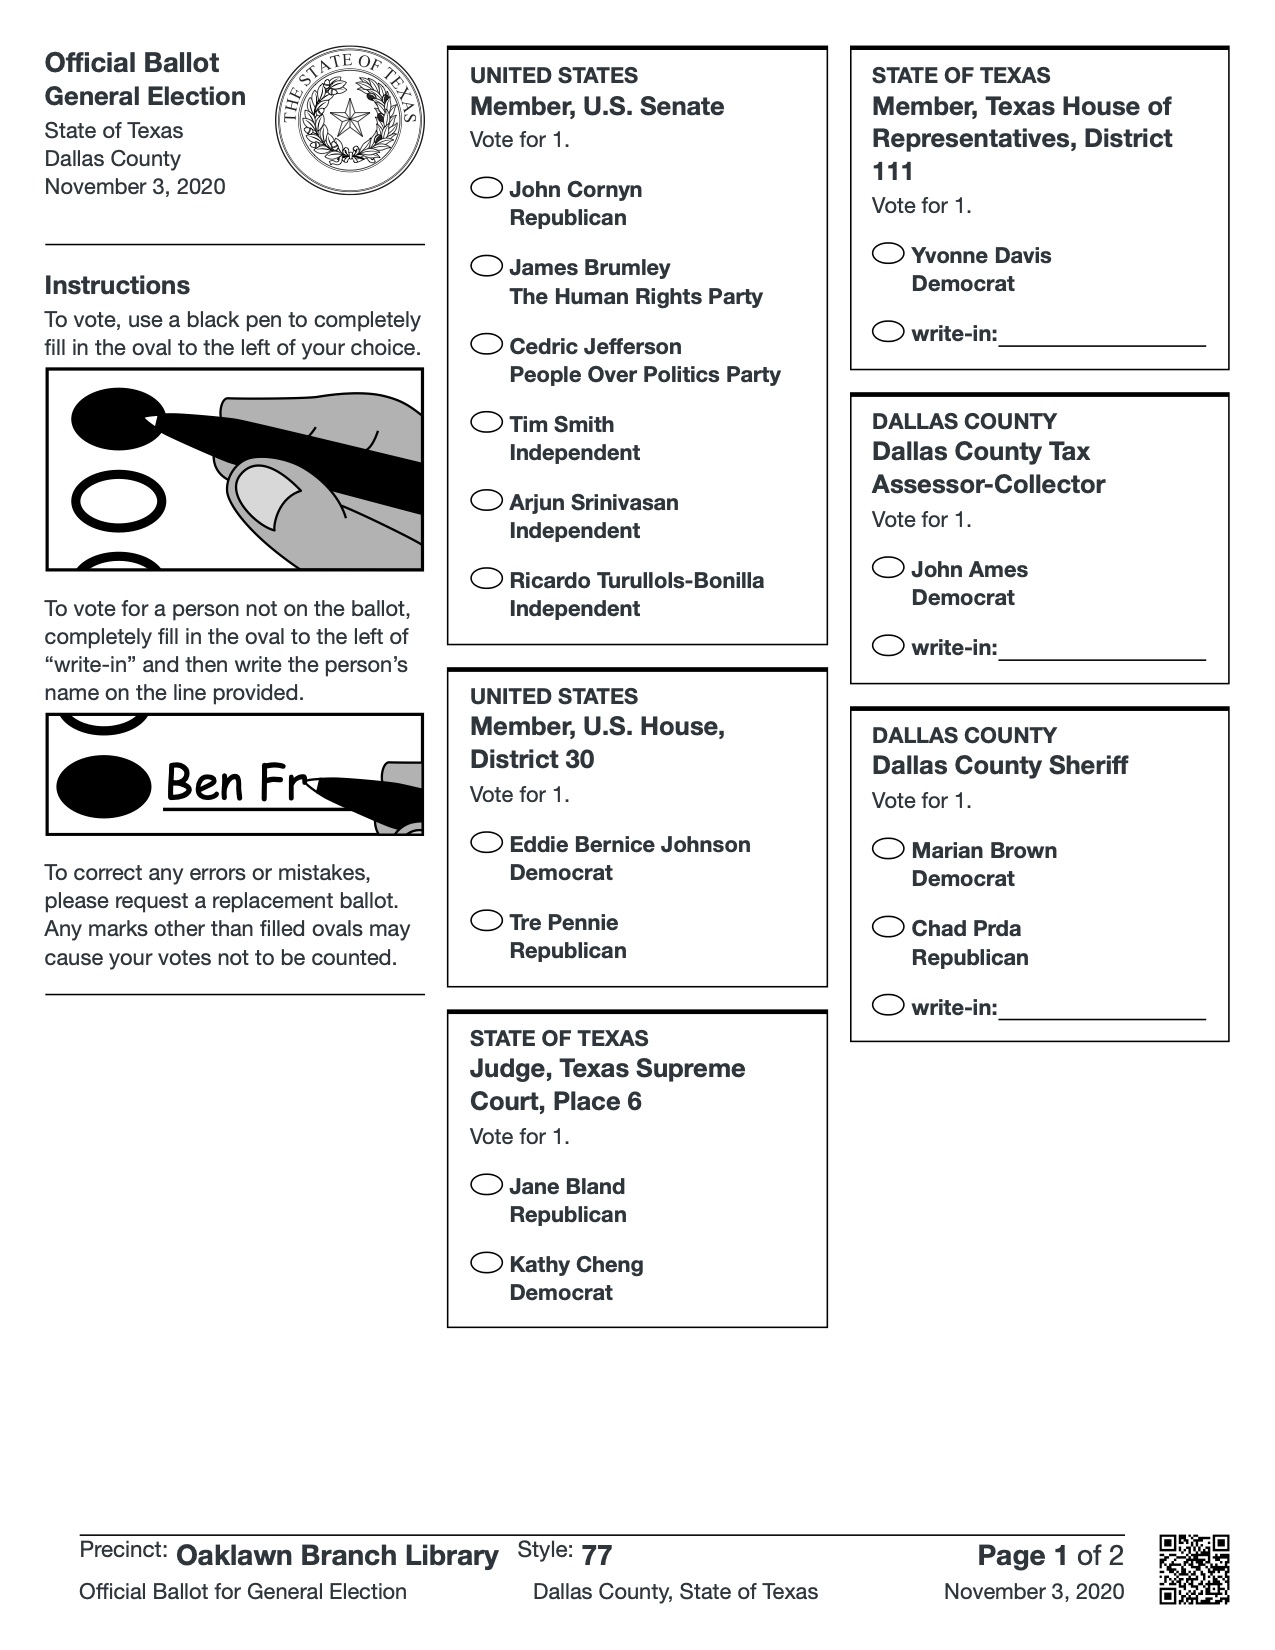 Official Ballot
General Election
State of Texas
Dallas County
November 3, 2020
THE STATE OF TEXAS
Instructions
To vote, use a black pen to completely
fill in the oval to the left of your choice.
To vote for a person not on the ballot,
completely fill in the oval to the left of
“write-in” and then write the person’s
name on the line provided.
Ben Fr
To correct any errors or mistakes,
please request a replacement ballot.
Any marks other than filled ovals may
cause your votes not to be counted.
UNITED STATES
Member, U.S. Senate
Vote for 1.
John Cornyn
Republican
James Brumley
The Human Rights Party
Cedric Jefferson
People Over Politics Party
Tim Smith
Independent
Arjun Srinivasan
Independent
Ricardo Turullols-Bonilla
Independent
UNITED STATES
Member, U.S. House,
District 30
Vote for 1.
Eddie Bernice Johnson
Democrat
Tre Pennie
Republican
STATE OF TEXAS
Judge, Texas Supreme
Court, Place 6
Vote for 1.
Jane Bland
Republican
Kathy Cheng
Democrat
STATE OF TEXAS
Member, Texas House of
Representatives, District
111
Vote for 1.
Yvonne Davis
Democrat
write-in:
DALLAS COUNTY
Dallas County Tax
Assessor-Collector
Vote for 1.
John Ames
Democrat
write-in:
DALLAS COUNTY
Dallas County Sheriff
Vote for 1.
Marian Brown
Democrat
Chad Prda
Republican
write-in:
Precinct: Oaklawn Branch Library Style: 77 Page 1 of 2
Official Ballot for General Election Dallas County, State of Texas November 3, 2020